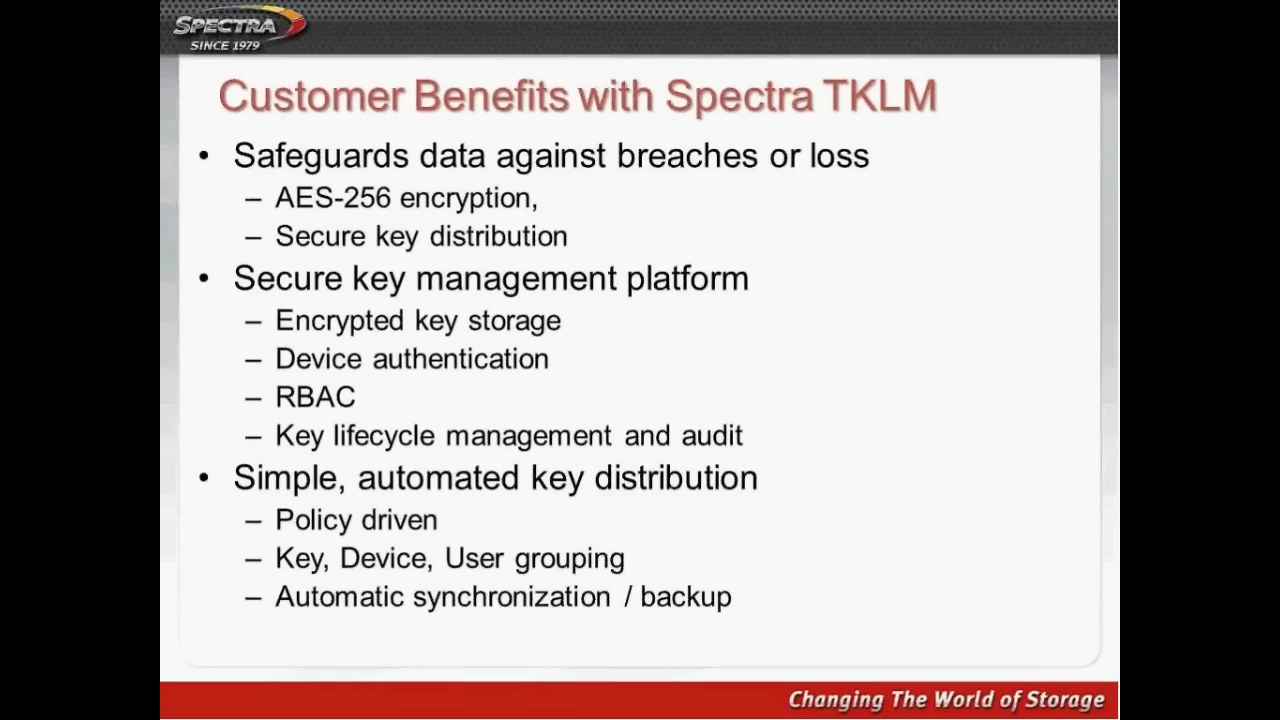 SPECTRA
SINCE 1979
Customer Benefits with Spectra TKLM
• Safeguards data against breaches or loss
– AES-256 encryption,
– Secure key distribution
• Secure key management platform
– Encrypted key storage
– Device authentication
– RBAC
– Key lifecycle management and audit
• Simple, automated key distribution
– Policy driven
– Key, Device, User grouping
– Automatic synchronization / backup
Changing The World of Storage